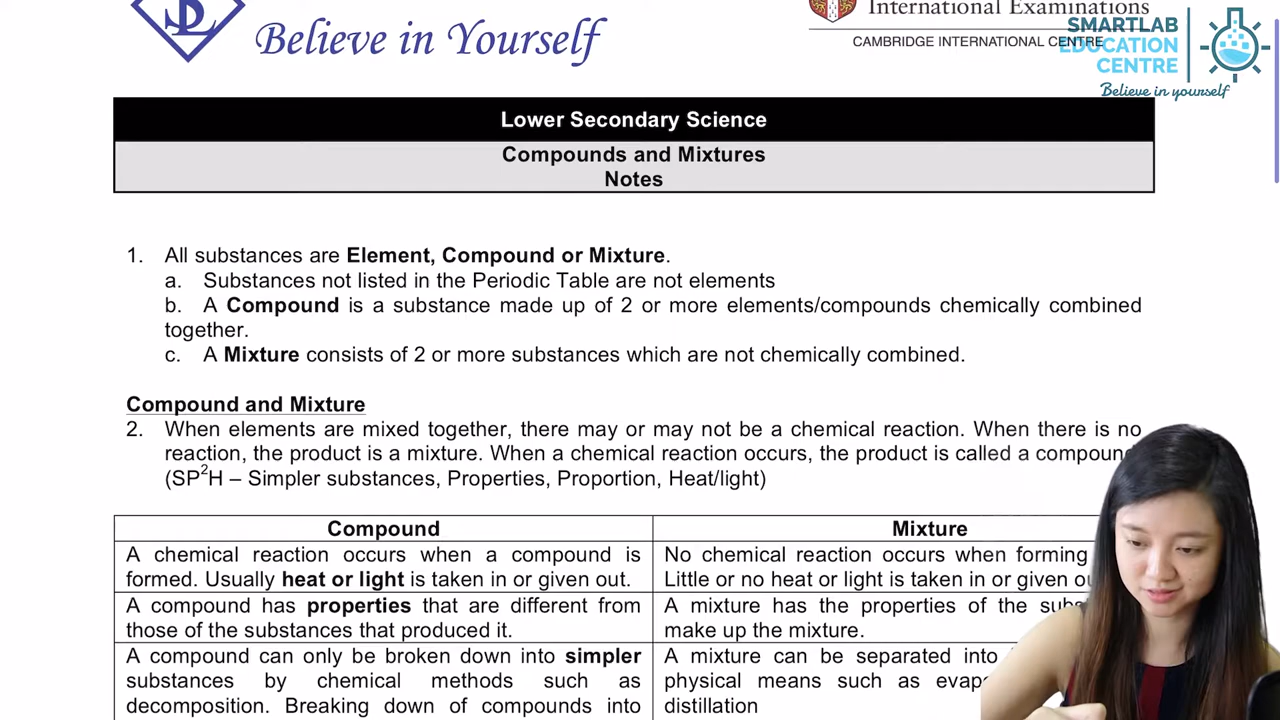 SL
Believe in Yourself
International Examinations
CAMBRIDGE INTERNATIONAL CENTRE
SMARTLAB
EDUCATION
CENTRE
Believe in yourself
Lower Secondary Science
Compounds and Mixtures
Notes
1. All substances are Element, Compound or Mixture.
a. Substances not listed in the Periodic Table are not elements
b. A Compound is a substance made up of 2 or more elements/compounds chemically combined
together.
c. A Mixture consists of 2 or more substances which are not chemically combined.
Compound and Mixture
2. When elements are mixed together, there may or may not be a chemical reaction. When there is no
reaction, the product is a mixture. When a chemical reaction occurs, the product is called a compound
(SP²H – Simpler substances, Properties, Proportion, Heat/light)
Compound
Mixture
A chemical reaction occurs when a compound is
formed. Usually heat or light is taken in or given out.
No chemical reaction occurs when forming
Little or no heat or light is taken in or given
A compound has properties that are different from
those of the substances that produced it.
A mixture has the properties of the
make up the mixture.
A compound can only be broken down into simpler
substances by chemical methods such as
decomposition. Breaking down of compounds into
A mixture can be separated into
physical means such as
distillation